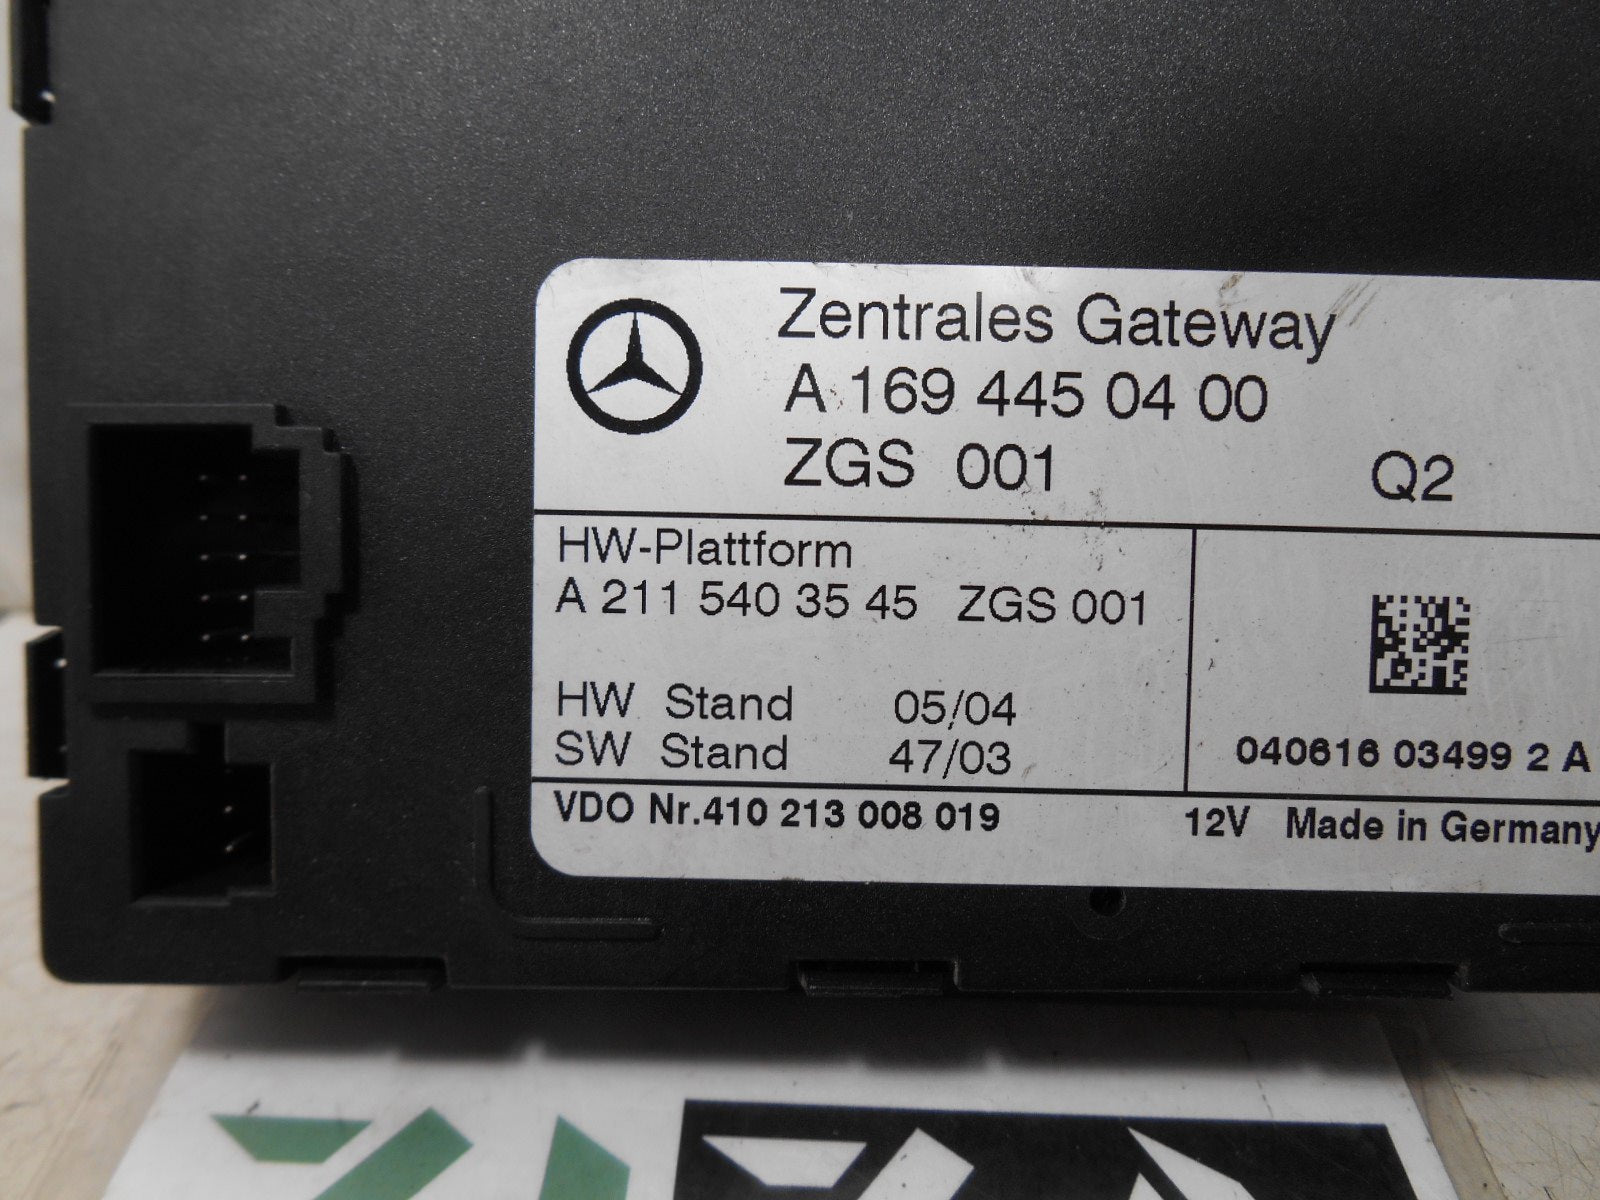 Zentrales Gateway
A 169 445 04 00
ZGS 001 Q2
HW-Plattform
A 211 540 35 45 ZGS 001
HW Stand 05/04
SW Stand 47/03
040616 03499 2 A
VDO Nr.410 213 008 019 12V Made in Germany